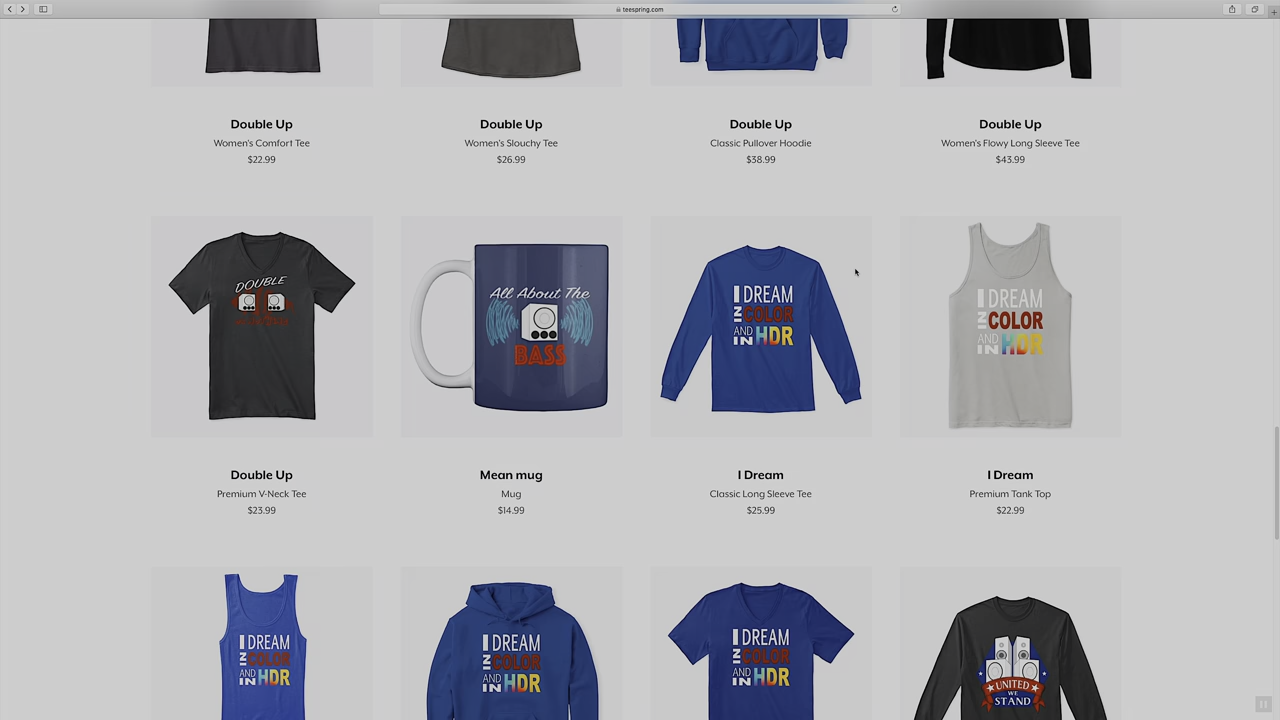 teespring.com
Double Up
Women's Comfort Tee
$22.99
Double Up
Women's Slouchy Tee
$26.99
Double Up
Classic Pullover Hoodie
$38.99
Double Up
Women's Flowy Long Sleeve Tee
$43.99
DOUBLE
All About The
BASS
I DREAM
IN COLOR
AND
IN HDR
I DREAM
IN COLOR
AND
IN HDR
Double Up
Premium V-Neck Tee
$23.99
Mean mug
Mug
$14.99
I Dream
Classic Long Sleeve Tee
$25.99
I Dream
Premium Tank Top
$22.99
I DREAM
IN COLOR
AND
IN HDR
I DREAM
IN COLOR
AND
IN HDR
I DREAM
IN COLOR
AND
IN HDR
UNITED
WE
STAND